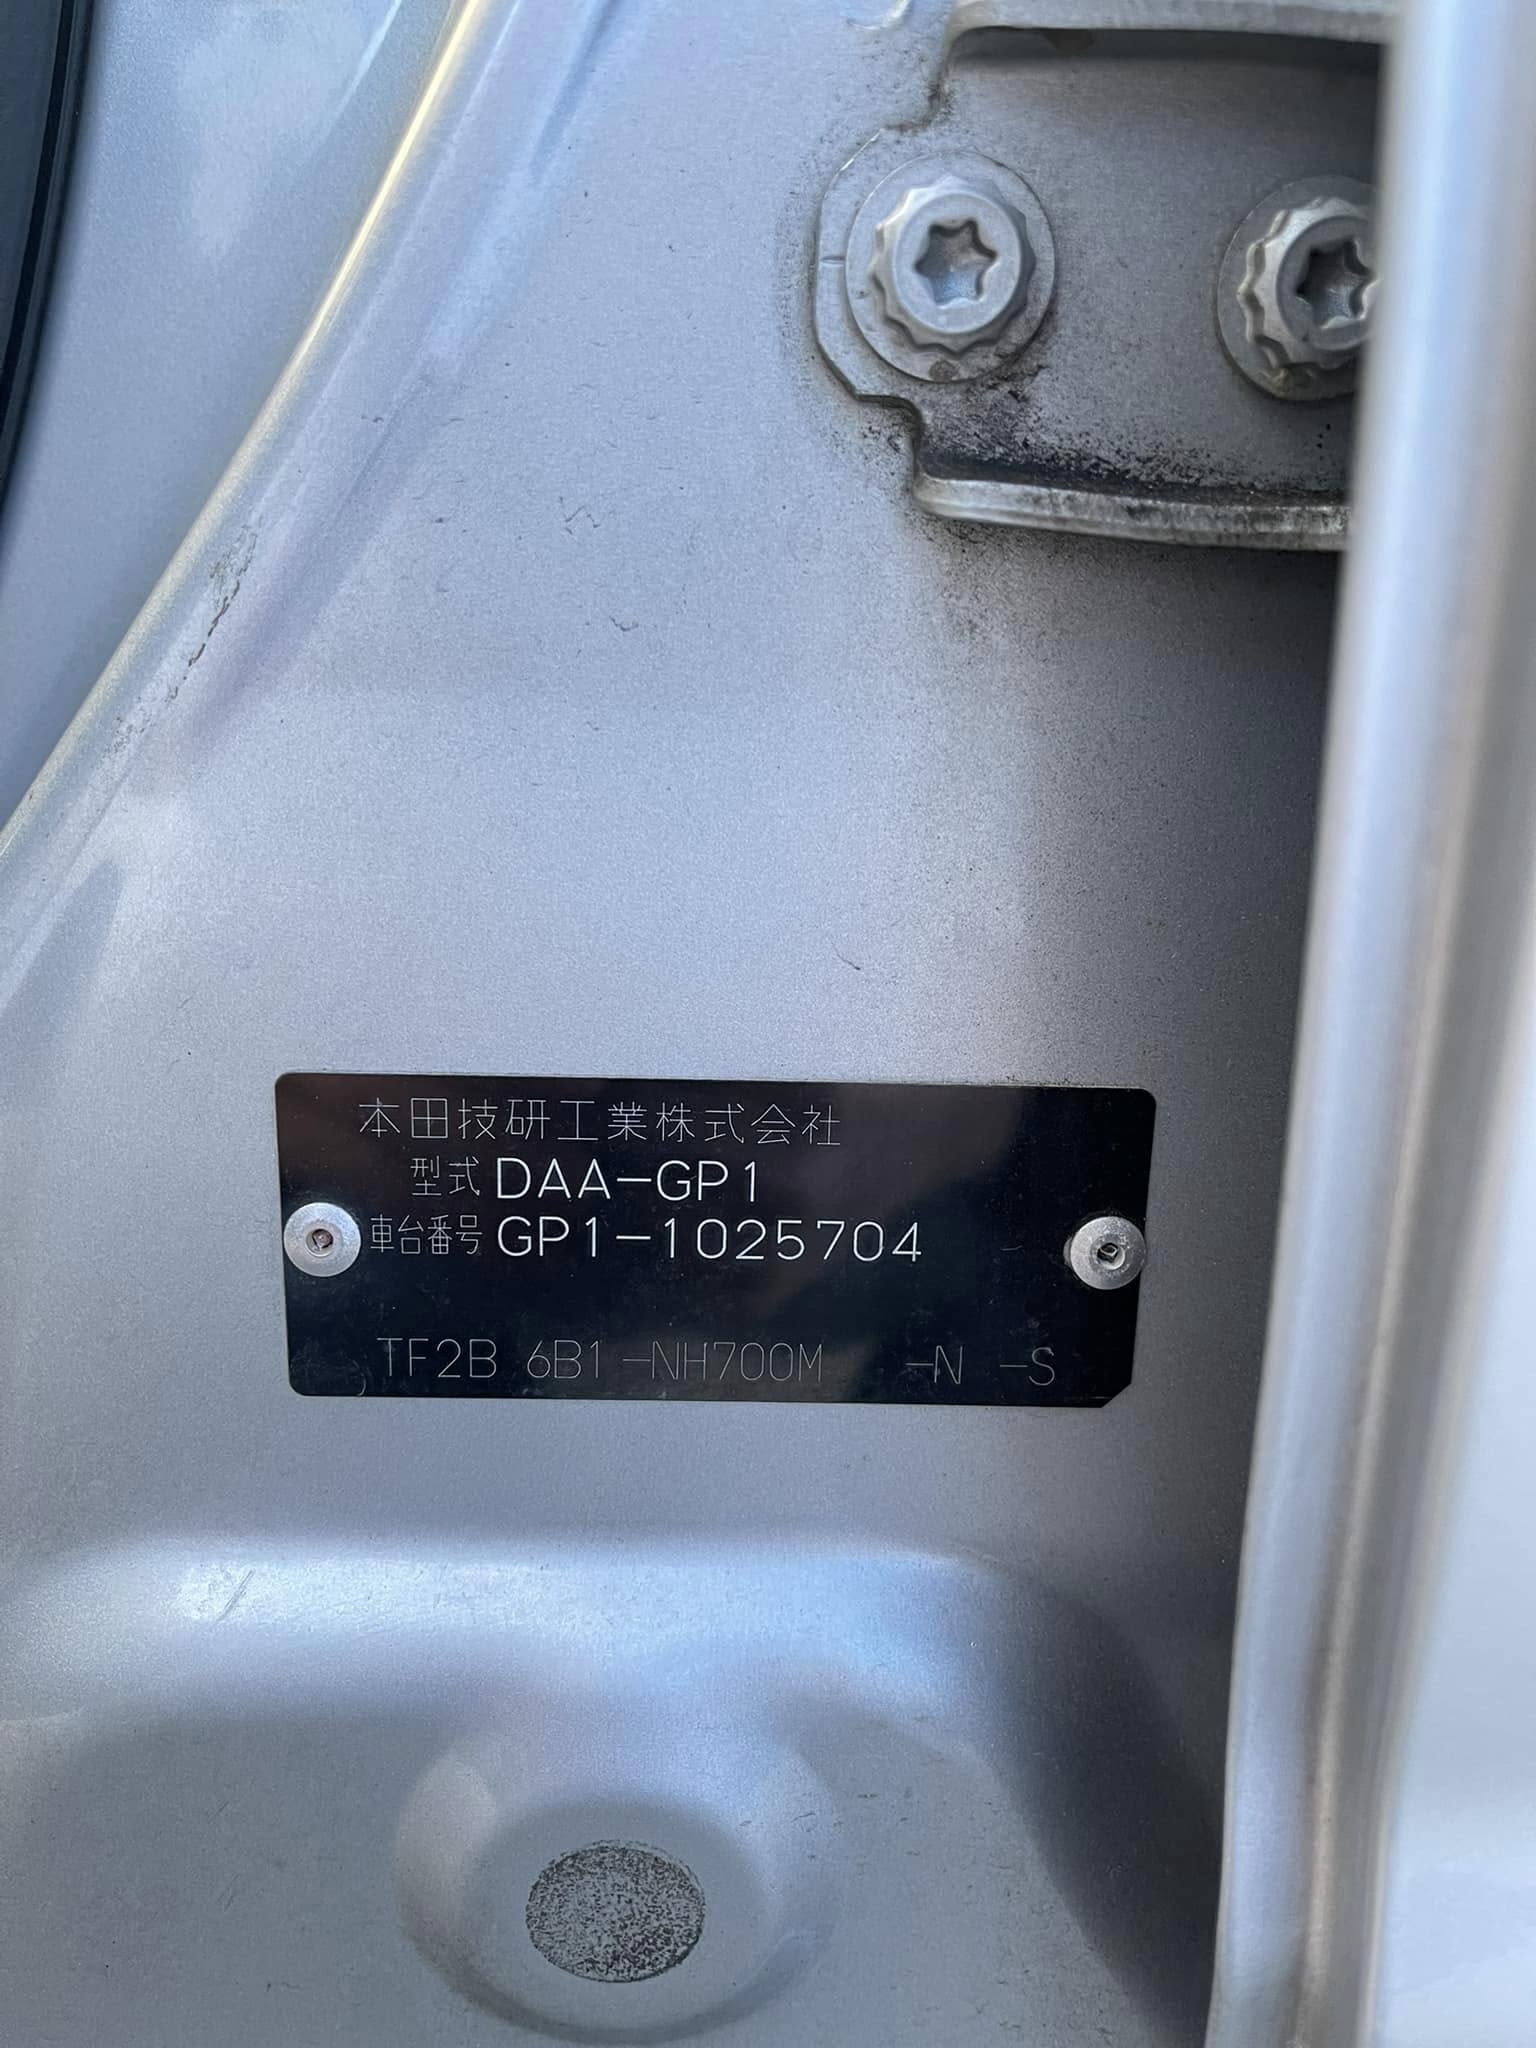 本田技研工業株式会社
型式 DAA-GP1
車台番号 GP1-1025704
TF2B 6B1 -NH700M -N -S